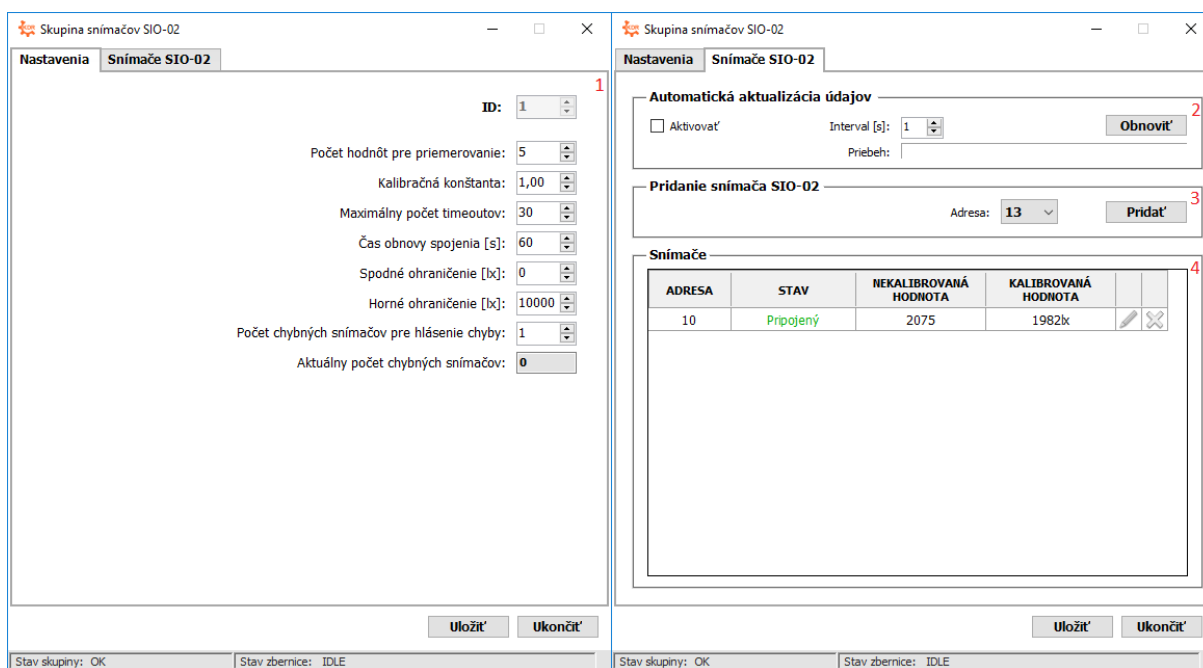 Skupina snímačov SIO-02
Nastavenia Snímače SIO-02
1
ID: 1
Počet hodnôt pre priemerovanie: 5
Kalibračná konštanta: 1,00
Maximálny počet timeoutov: 30
Čas obnovy spojenia [s]: 60
Spodné ohraničenie [lx]: 0
Horné ohraničenie [lx]: 10000
Počet chybných snímačov pre hlásenie chyby: 1
Aktuálny počet chybných snímačov: 0
Uložiť Ukončiť
Stav skupiny: OK Stav zbernice: IDLE
Skupina snímačov SIO-02
Nastavenia Snímače SIO-02
Automatická aktualizácia údajov
2
Aktivovať Interval [s]: 1 Obnoviť
Priebeh:
Pridanie snímača SIO-02
3
Adresa: 13 Pridať
Snímače
4
ADRESA STAV NEKALIBROVANÁ HODNOTA KALIBROVANÁ HODNOTA
10 Pripojený 2075 1982lx
Uložiť Ukončiť
Stav skupiny: OK Stav zbernice: IDLE